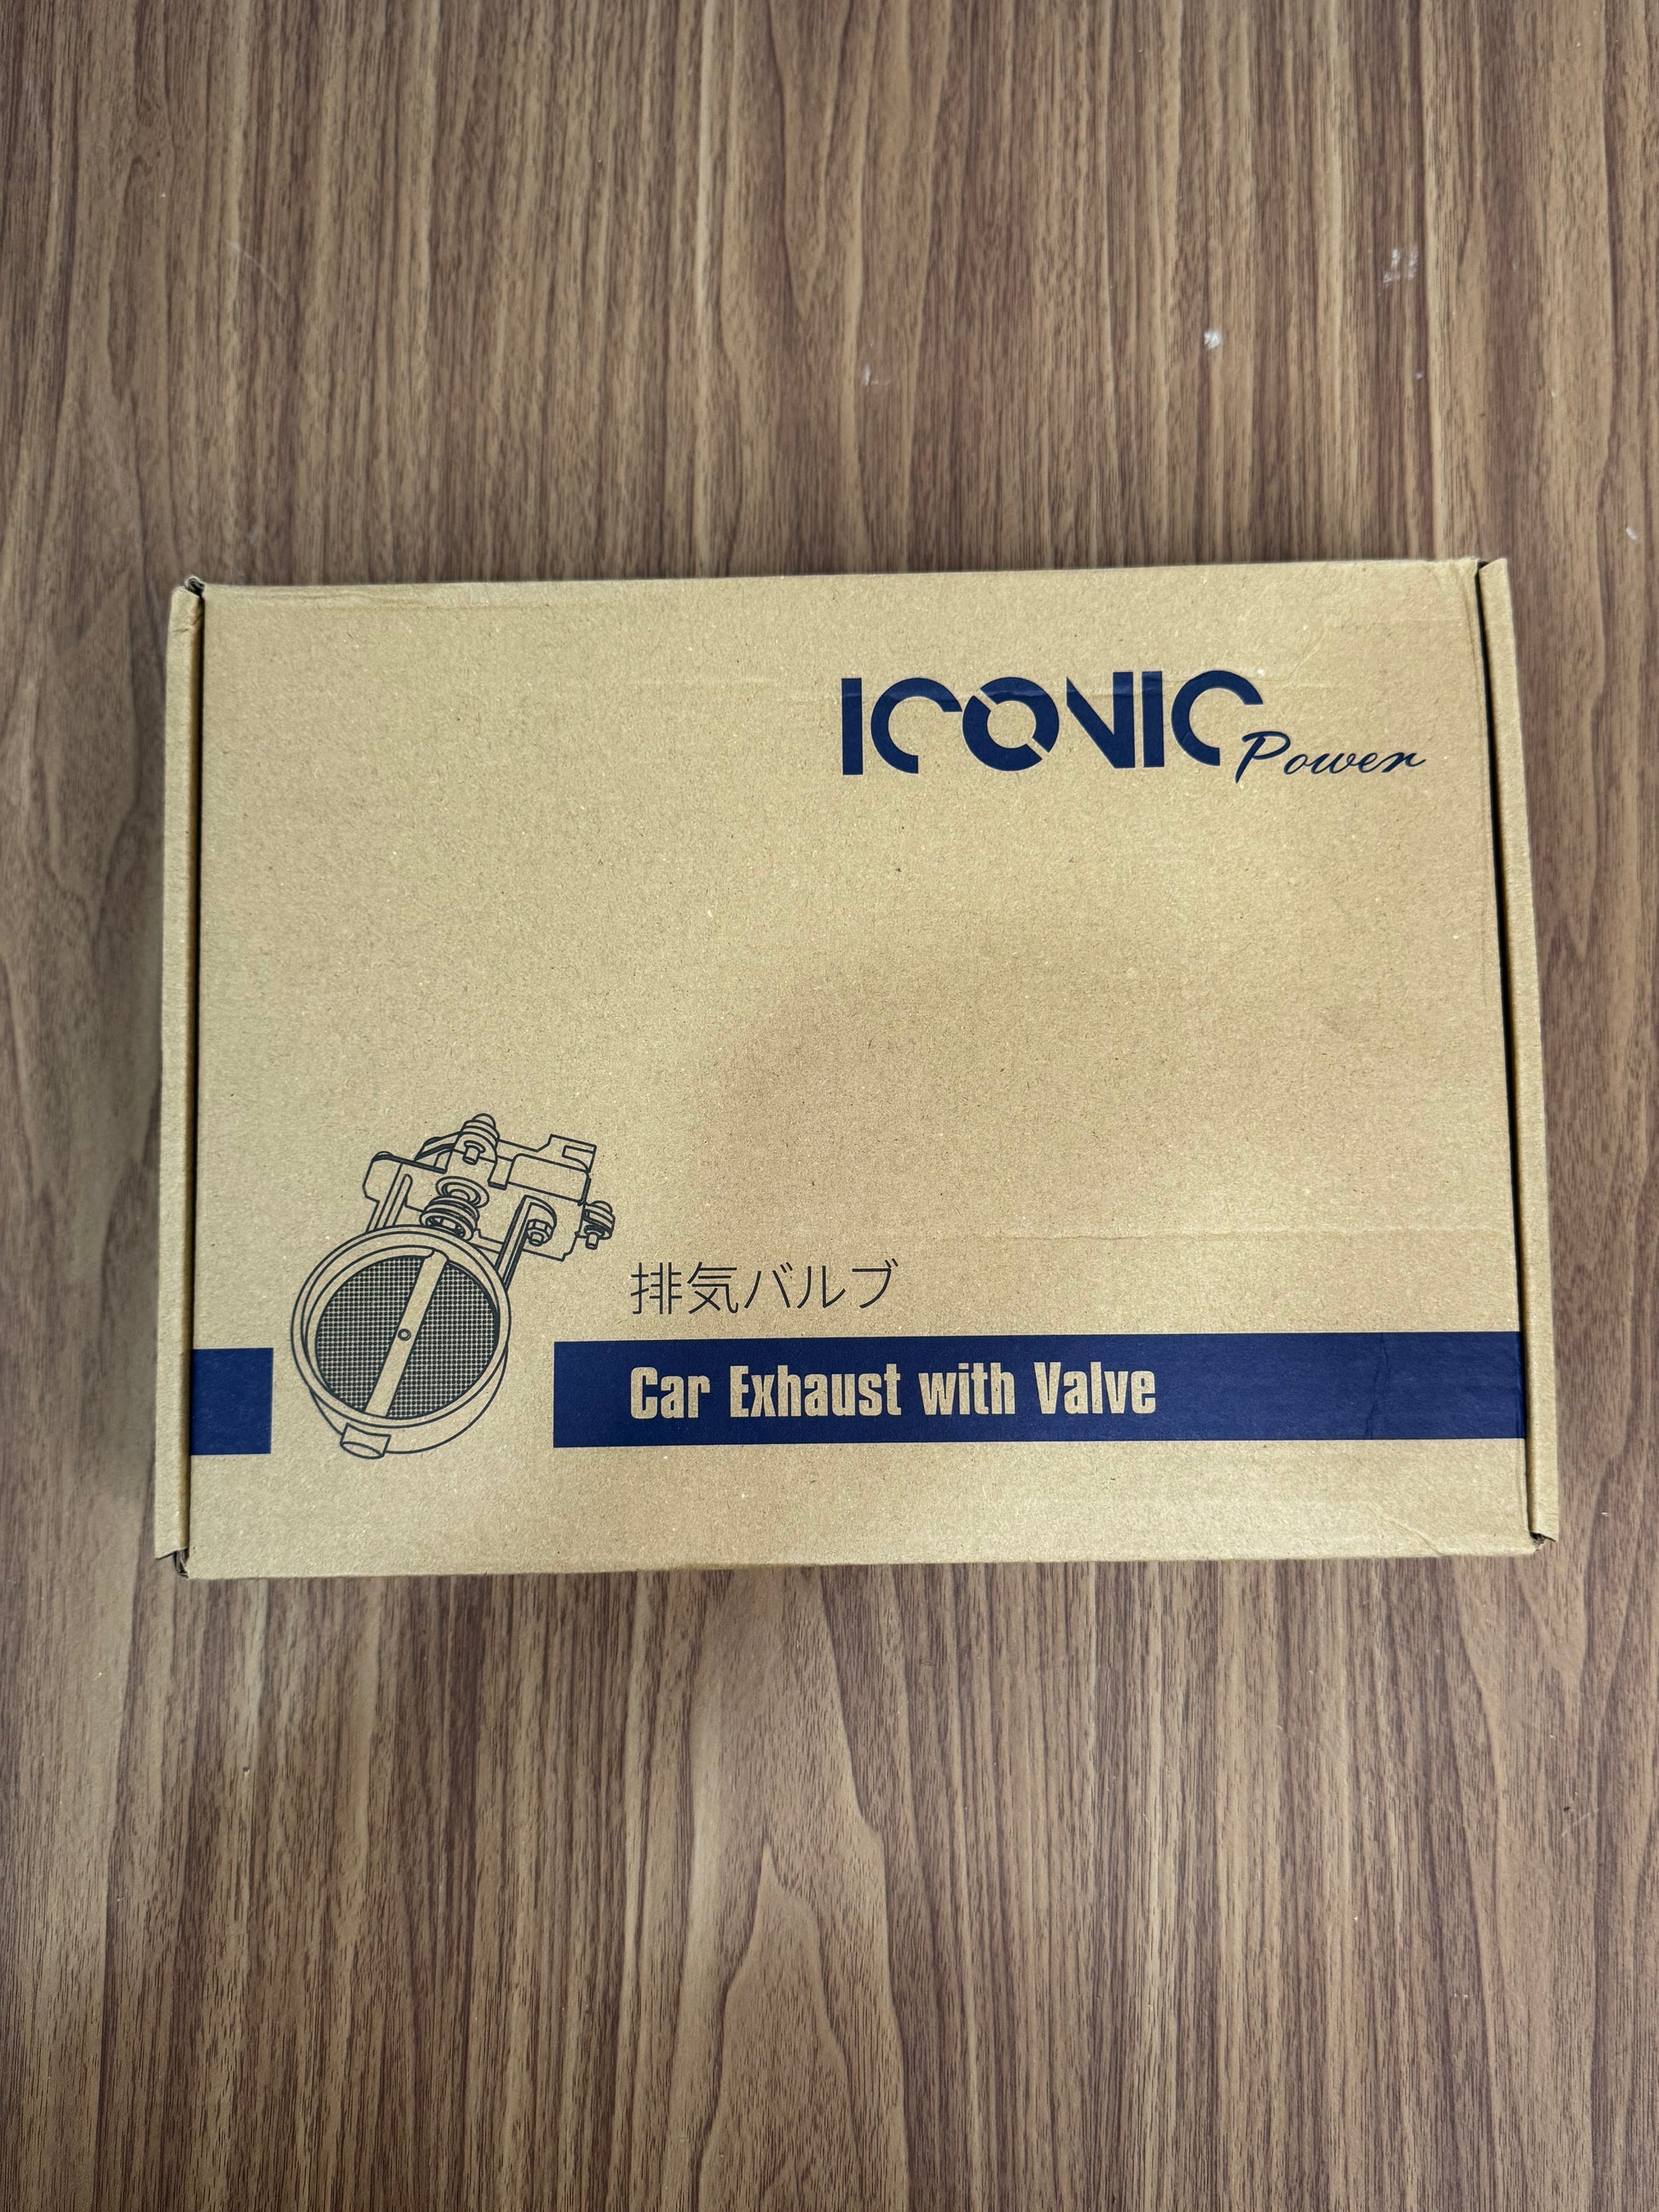 ICONIC Power
排気バルブ
Car Exhaust with Valve